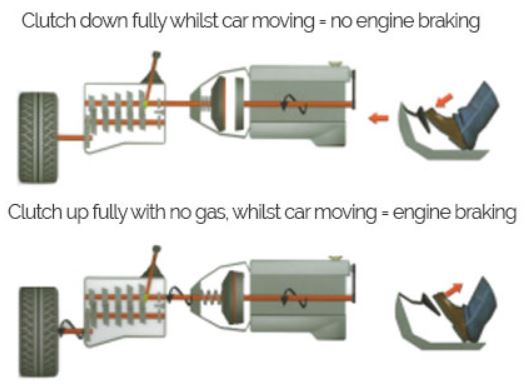 Clutch down fully whilst car moving = no engine braking
Clutch up fully with no gas, whilst car moving = engine braking